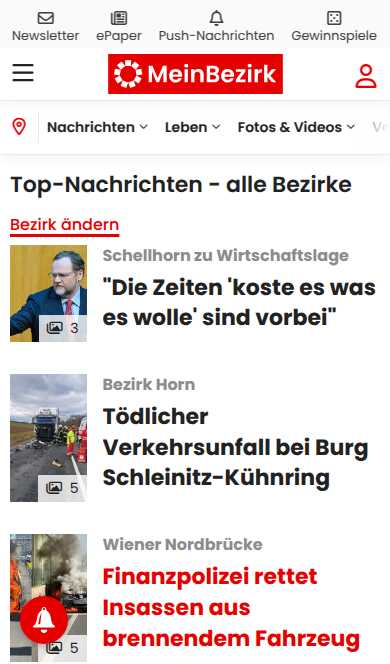 Newsletter
ePaper
Push-Nachrichten
Gewinnspiele
MeinBezirk
Nachrichten
Leben
Fotos & Videos
Top-Nachrichten - alle Bezirke
Bezirk ändern
Schellhorn zu Wirtschaftslage
"Die Zeiten 'koste es was
es wolle' sind vorbei"
3
Bezirk Horn
Tödlicher
Verkehrsunfall bei Burg
Schleinitz-Kühnring
5
Wiener Nordbrücke
Finanzpolizei rettet
Insassen aus
brennendem Fahrzeug
5